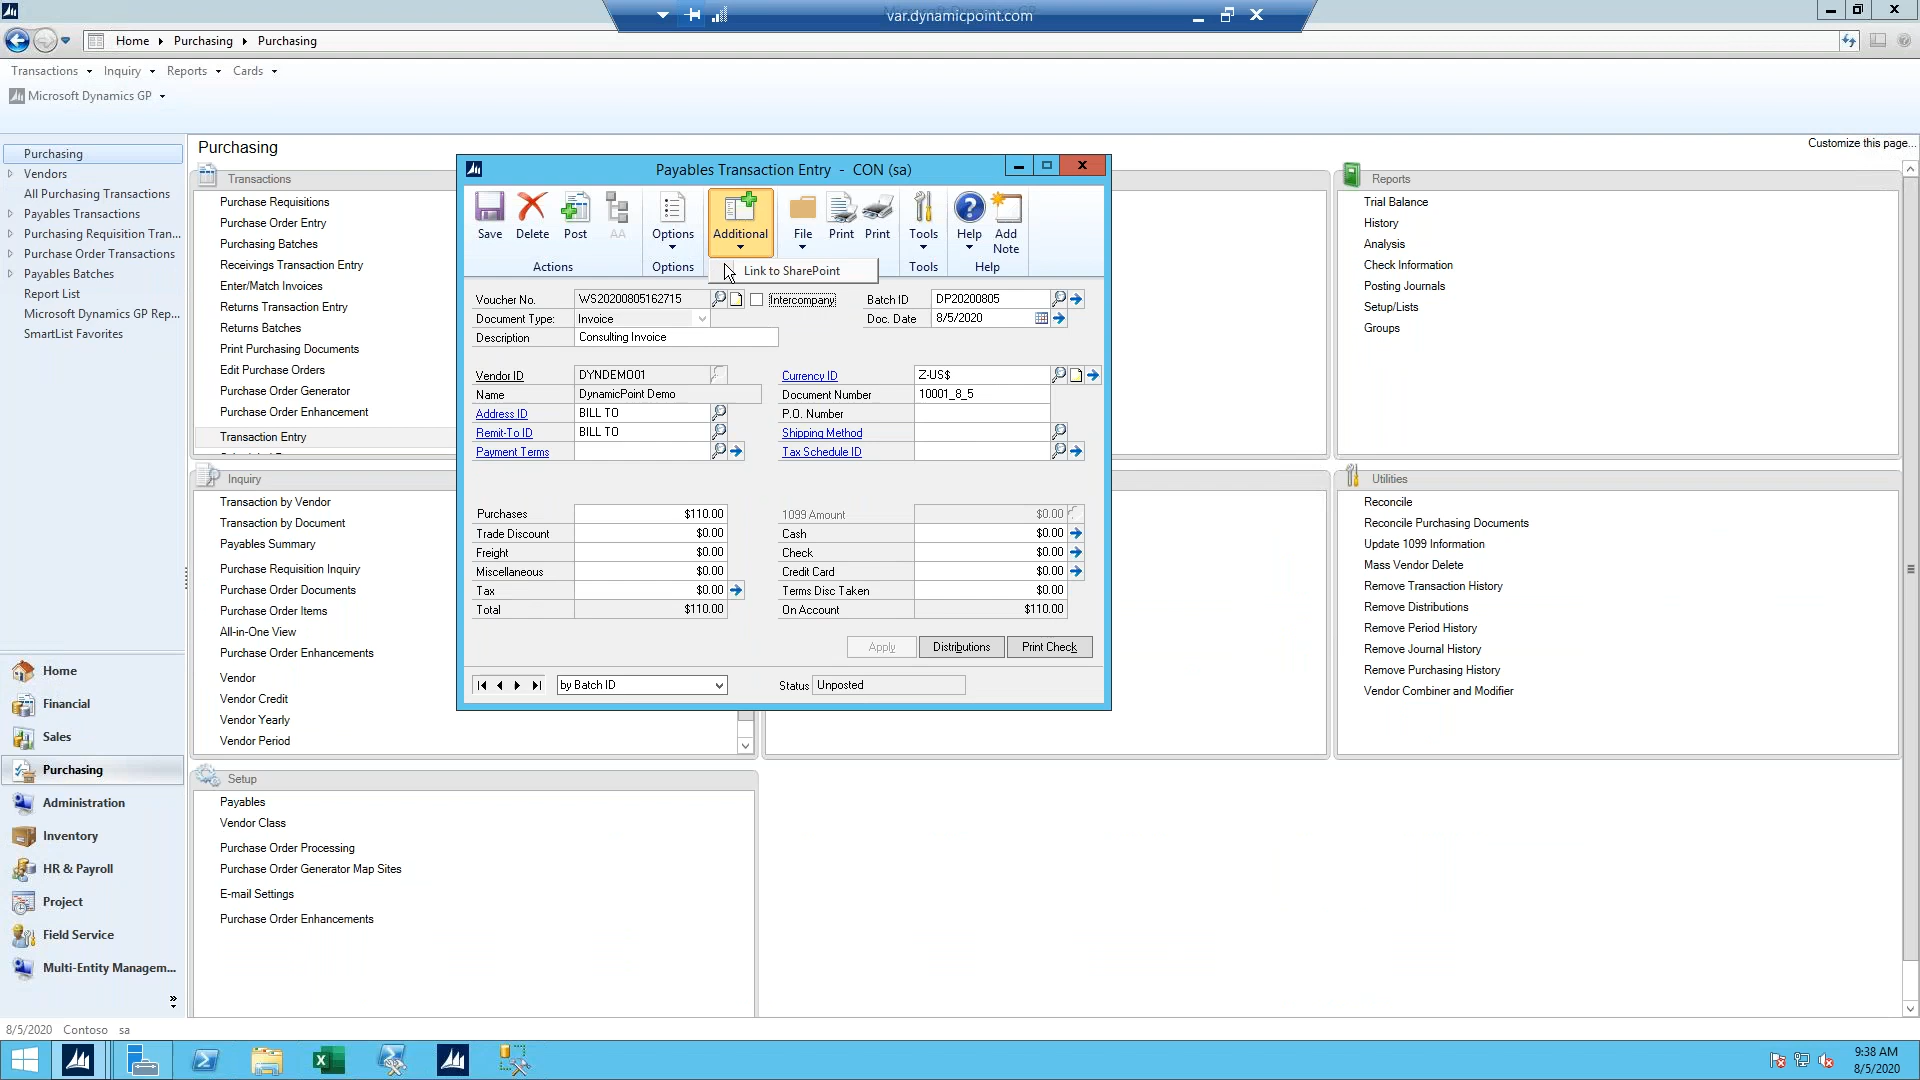 var.dynamicpoint.com
Home Purchasing Purchasing
Transactions Inquiry Reports Cards
Microsoft Dynamics GP
Purchasing
Vendors
All Purchasing Transactions
Payables Transactions
Purchasing Requisition Tran...
Purchase Order Transactions
Payables Batches
Report List
Microsoft Dynamics GP Rep...
SmartList Favorites
Home
Financial
Sales
Purchasing
Administration
Inventory
HR & Payroll
Project
Field Service
Multi-Entity Managem...
Purchasing
Customize this page...
Transactions
Purchase Requisitions
Purchase Order Entry
Purchasing Batches
Receivings Transaction Entry
Enter/Match Invoices
Returns Transaction Entry
Returns Batches
Print Purchasing Documents
Edit Purchase Orders
Purchase Order Generator
Purchase Order Enhancement
Transaction Entry
Inquiry
Transaction by Vendor
Transaction by Document
Payables Summary
Purchase Requisition Inquiry
Purchase Order Documents
Purchase Order Items
All-in-One View
Purchase Order Enhancements
Vendor
Vendor Credit
Vendor Yearly
Vendor Period
Setup
Payables
Vendor Class
Purchase Order Processing
Purchase Order Generator Map Sites
E-mail Settings
Purchase Order Enhancements
Payables Transaction Entry - CON (sa)
Save Delete Post AA Options Additional File Print Print Tools Help Add Note
Actions Options Tools Help
Link to SharePoint
Voucher No. WS20200805162715 Intercompany Batch ID DP20200805
Document Type: Invoice Doc. Date 8/5/2020
Description Consulting Invoice
Vendor ID DYNDEMO01 Currency ID Z-US$
Name DynamicPoint Demo Document Number 10001_8_5
Address ID BILL TO P.O. Number
Remit-To ID BILL TO Shipping Method
Payment Terms Tax Schedule ID
Purchases $110.00 1099 Amount $0.00
Trade Discount $0.00 Cash $0.00
Freight $0.00 Check $0.00
Miscellaneous $0.00 Credit Card $0.00
Tax $0.00 Terms Disc Taken $0.00
Total $110.00 On Account $110.00
Apply Distributions Print Check
by Batch ID Status Unposted
Reports
Trial Balance
History
Analysis
Check Information
Posting Journals
Setup/Lists
Groups
Utilities
Reconcile
Reconcile Purchasing Documents
Update 1099 Information
Mass Vendor Delete
Remove Transaction History
Remove Distributions
Remove Period History
Remove Journal History
Remove Purchasing History
Vendor Combiner and Modifier
8/5/2020 Contoso sa
9:38 AM
8/5/2020